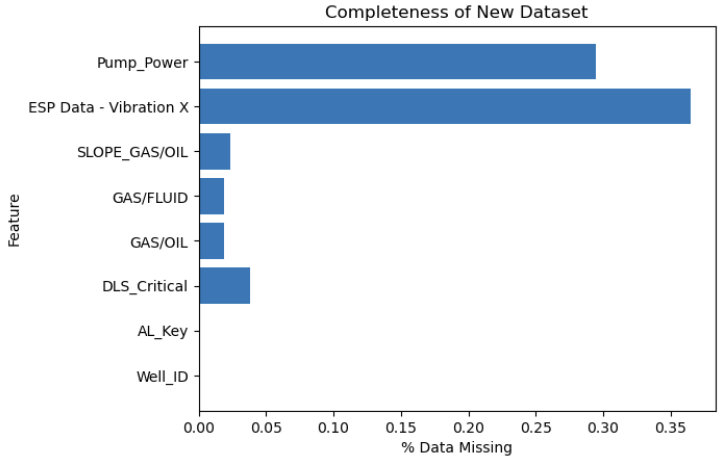 Completeness of New Dataset
Pump_Power
ESP Data - Vibration X
SLOPE_GAS/OIL
GAS/FLUID
GAS/OIL
DLS_Critical
AL_Key
Well_ID
Feature
0.00 0.05 0.10 0.15 0.20 0.25 0.30 0.35
% Data Missing